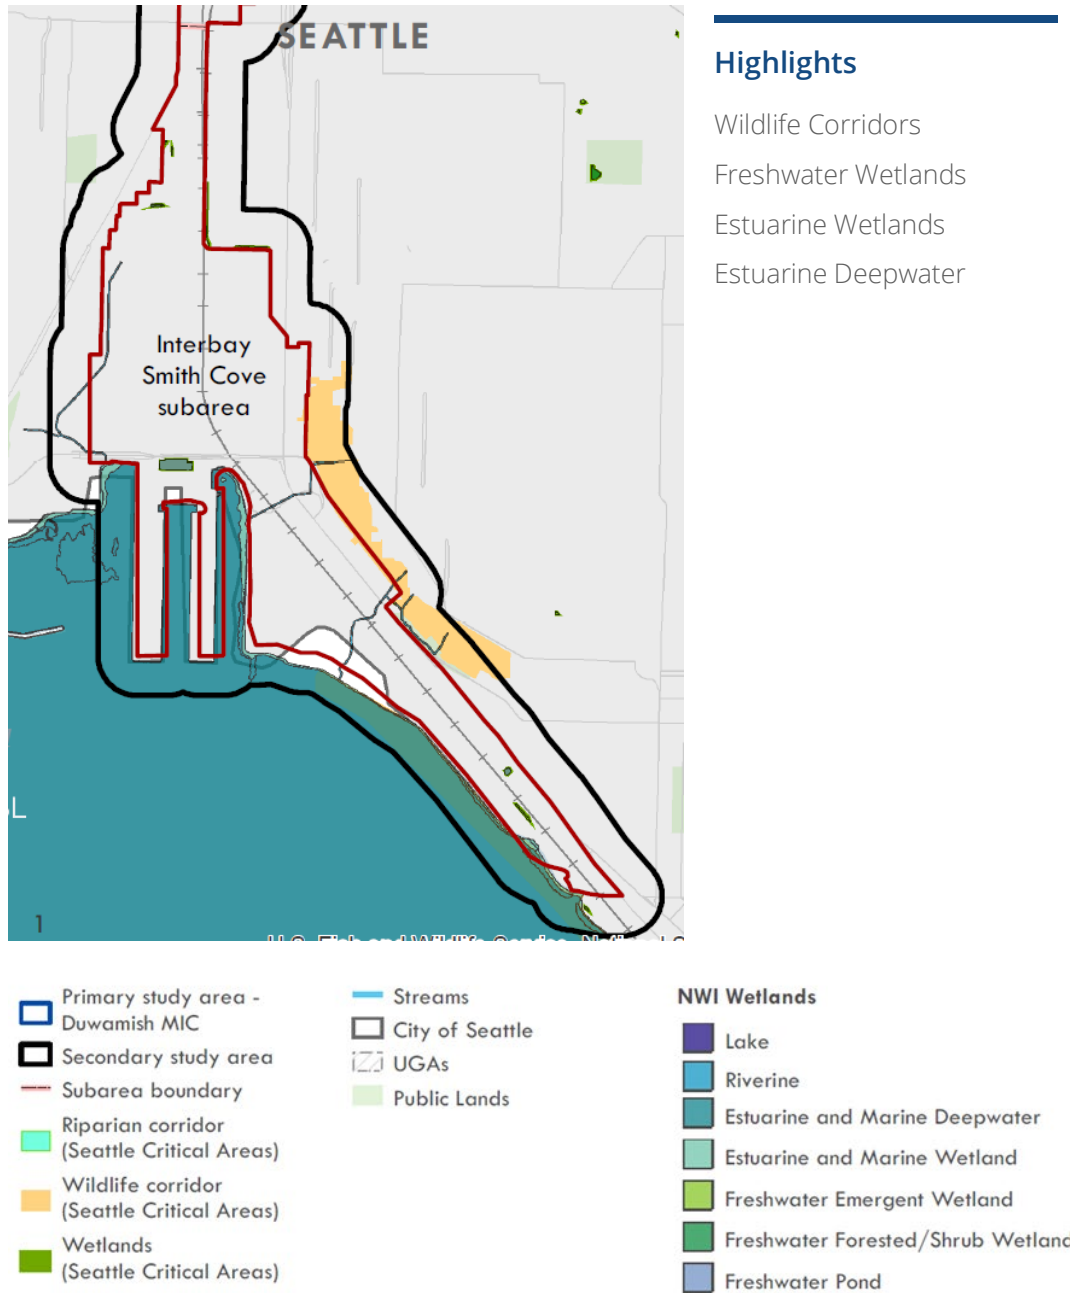 SEATTLE
Interbay
Smith Cove
subarea
1
Highlights
Wildlife Corridors
Freshwater Wetlands
Estuarine Wetlands
Estuarine Deepwater
Primary study area -
Duwamish MIC
Secondary study area
Subarea boundary
Riparian corridor
(Seattle Critical Areas)
Wildlife corridor
(Seattle Critical Areas)
Wetlands
(Seattle Critical Areas)
Streams
City of Seattle
UGAs
Public Lands
NWI Wetlands
Lake
Riverine
Estuarine and Marine Deepwater
Estuarine and Marine Wetland
Freshwater Emergent Wetland
Freshwater Forested/Shrub Wetland
Freshwater Pond